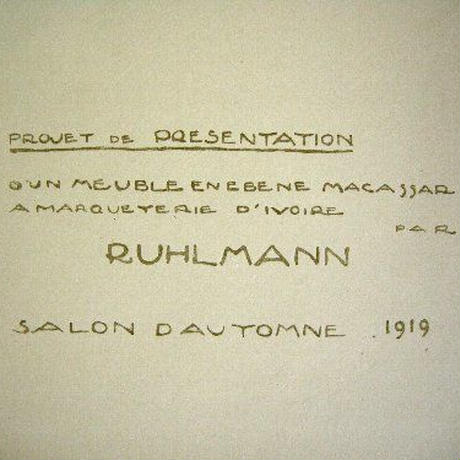 PROJET DE PRESENTATION
D'UN MEUBLE EN EBENE MACASSAR
A MARQUETERIE D'IVOIRE
PAR
RUHLMANN
SALON D'AUTOMNE 1919